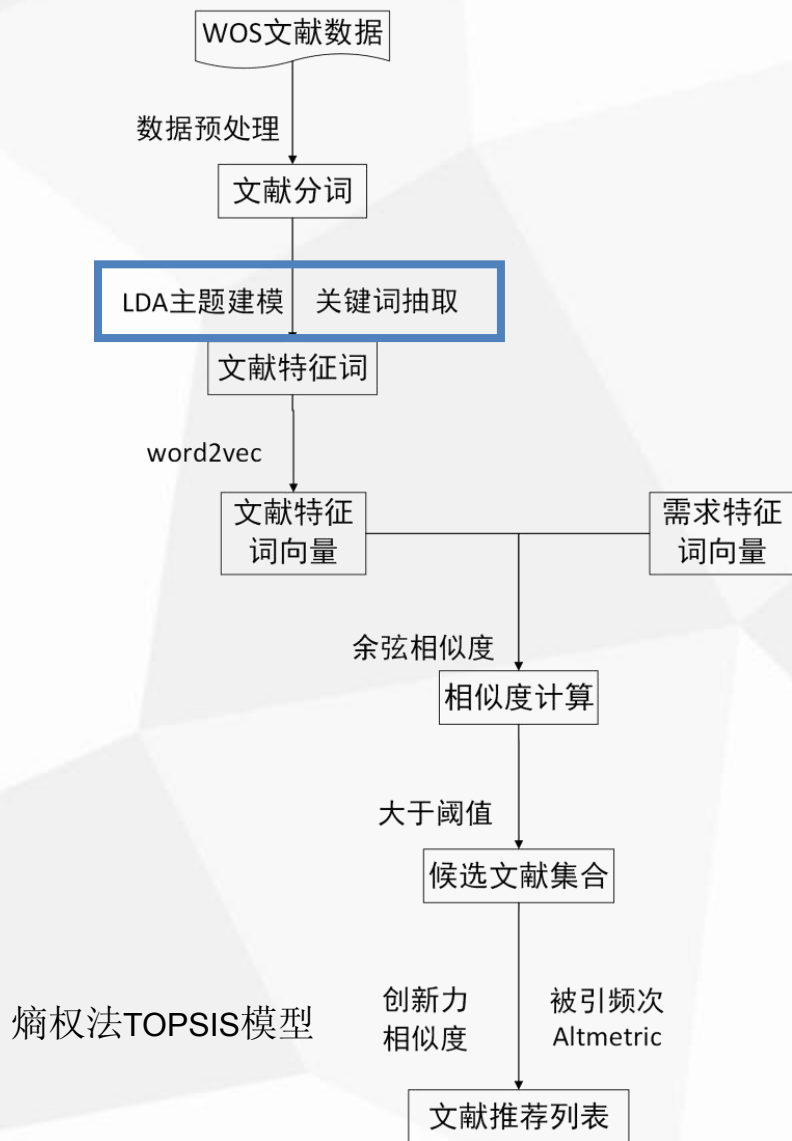 WOS文献数据
数据预处理
文献分词
LDA主题建模 关键词抽取
文献特征词
word2vec
文献特征
词向量
需求特征
词向量
余弦相似度
相似度计算
大于阈值
候选文献集合
熵权法TOPSIS模型
创新力
相似度
被引频次
Altmetric
文献推荐列表